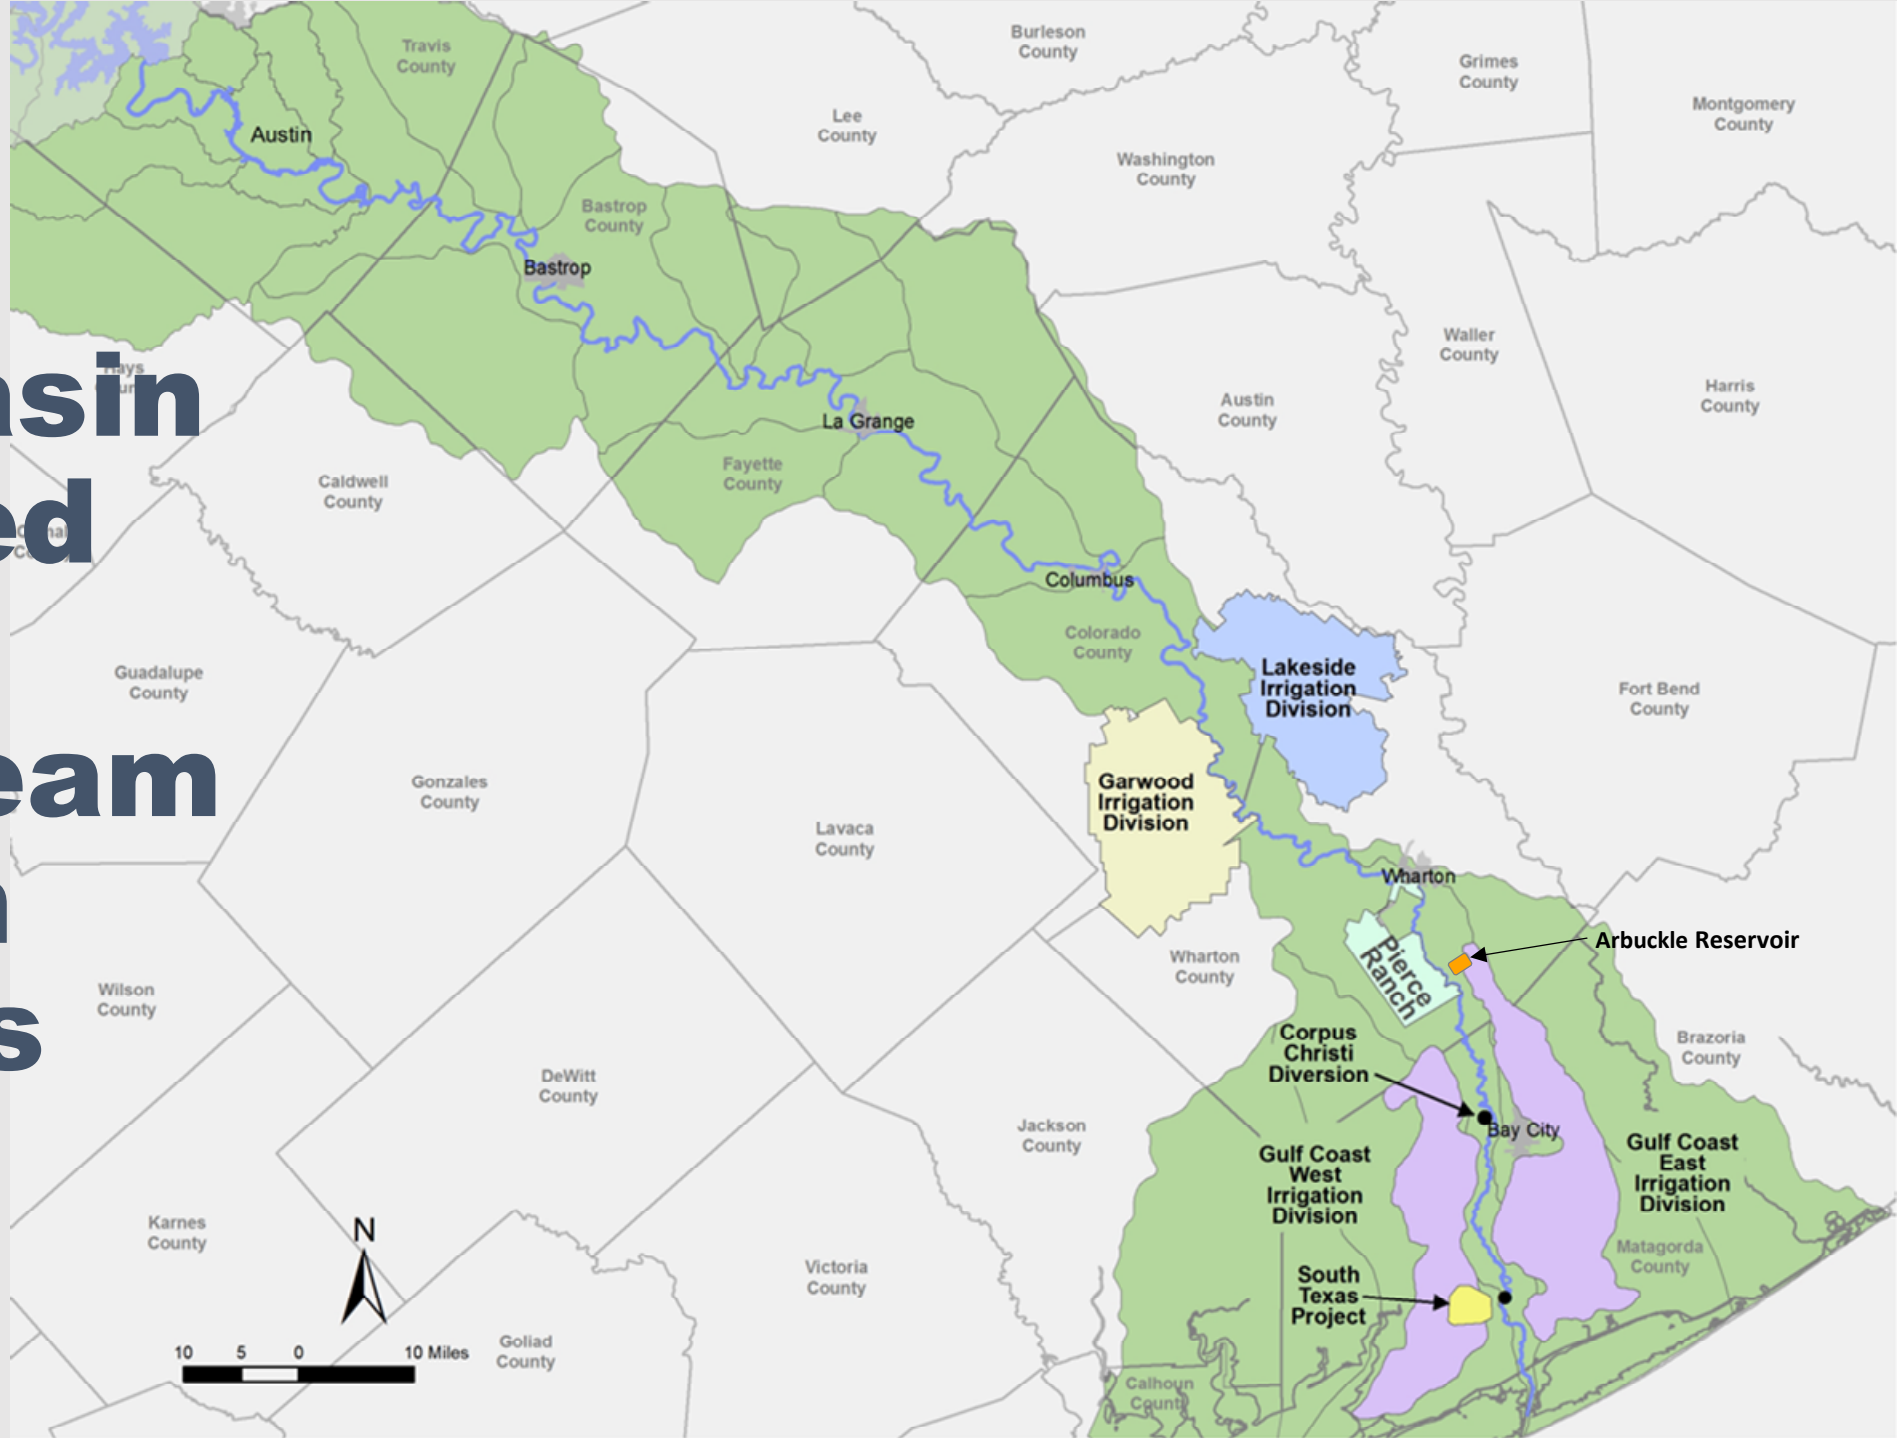 Travis
County
Burleson
County
Grimes
County
Montgomery
County
Lee
County
Austin
Washington
County
Bastrop
County
Bastrop
Waller
County
Harris
County
asin
Austin
County
La Grange
Fayette
County
Caldwell
County
ed
Columbus
Colorado
County
Lakeside
Irrigation
Division
Guadalupe
County
Fort Bend
County
eam
Gonzales
County
Garwood
Irrigation
Division
Lavaca
County
Wharton
Arbuckle Reservoir
Pierce
Ranch
Wharton
County
Wilson
County
s
Corpus
Christi
Diversion
Brazoria
County
DeWitt
County
Jackson
County
Bay City
Gulf Coast
West
Irrigation
Division
Gulf Coast
East
Irrigation
Division
Karnes
County
N
Victoria
County
Matagorda
County
South
Texas
Project
Goliad
County
10 5 0 10 Miles
Calhoun
County